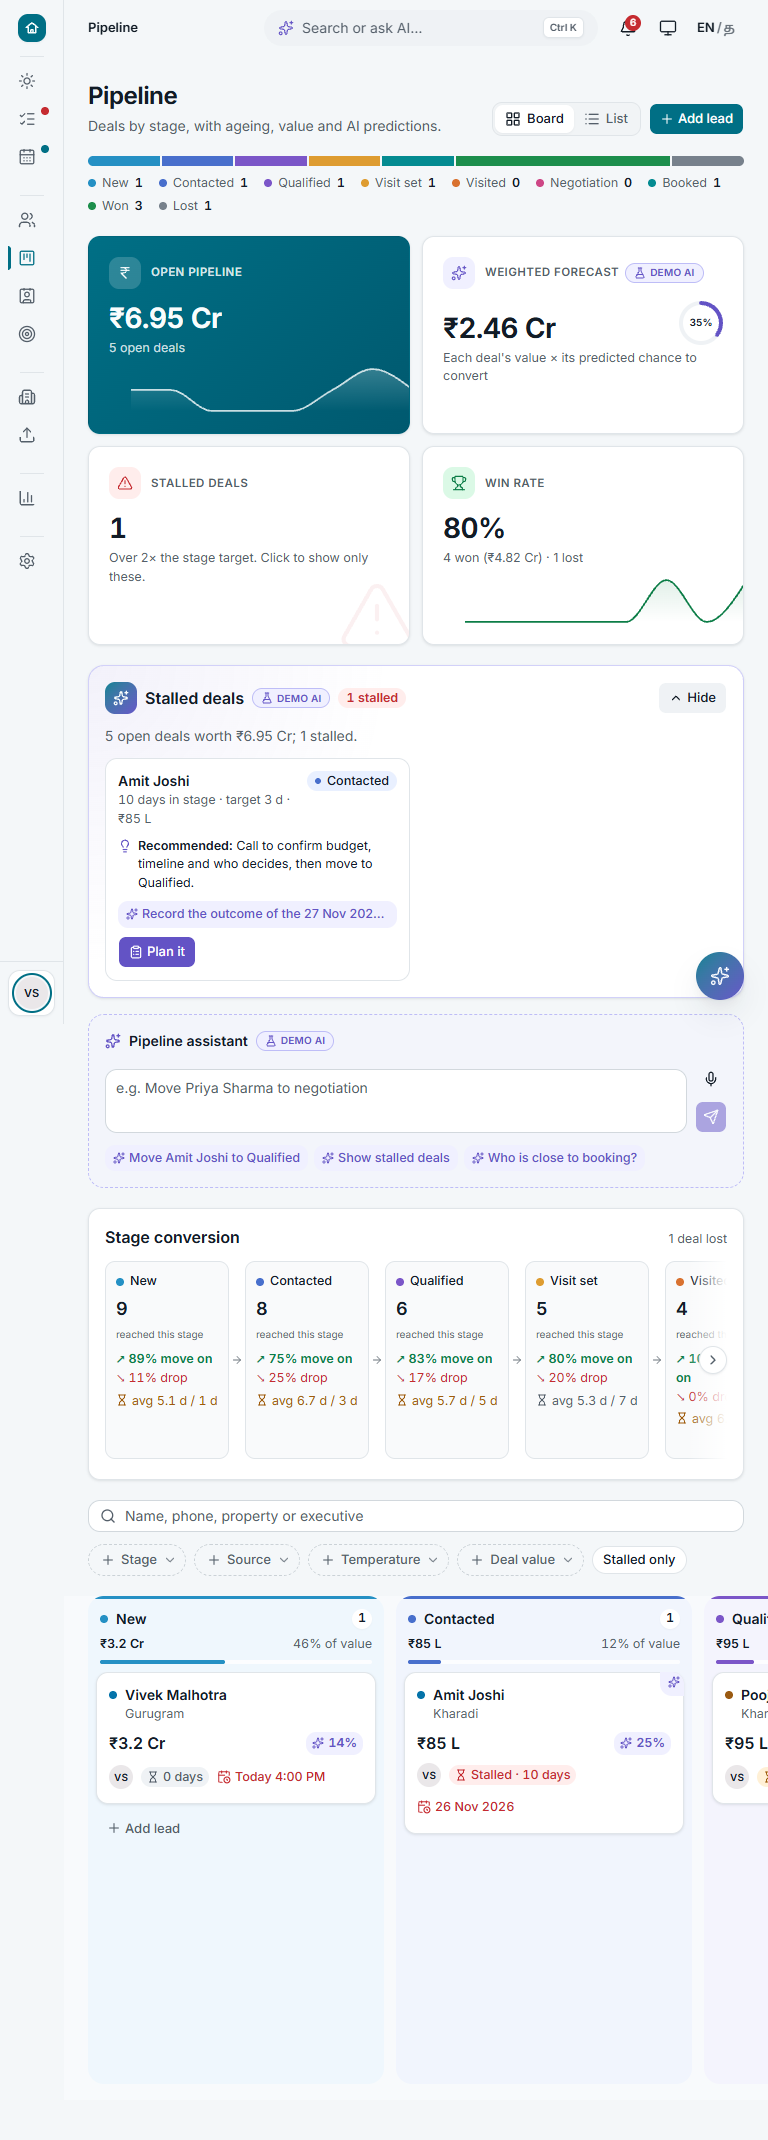 Pipeline
Search or ask AI...
Ctrl K
6
EN / த
Pipeline
Deals by stage, with ageing, value and AI predictions.
Board
List
+ Add lead
New 1
Contacted 1
Qualified 1
Visit set 1
Visited 0
Negotiation 0
Booked 1
Won 3
Lost 1
₹ OPEN PIPELINE
₹6.95 Cr
5 open deals
WEIGHTED FORECAST
DEMO AI
₹2.46 Cr
35%
Each deal's value × its predicted chance to
convert
STALLED DEALS
1
Over 2× the stage target. Click to show only
these.
WIN RATE
80%
4 won (₹4.82 Cr) · 1 lost
Stalled deals
DEMO AI
1 stalled
Hide
5 open deals worth ₹6.95 Cr; 1 stalled.
Amit Joshi
Contacted
10 days in stage · target 3 d ·
₹85 L
Recommended: Call to confirm budget,
timeline and who decides, then move to
Qualified.
Record the outcome of the 27 Nov 202...
Plan it
VS
Pipeline assistant
DEMO AI
e.g. Move Priya Sharma to negotiation
Move Amit Joshi to Qualified
Show stalled deals
Who is close to booking?
Stage conversion
1 deal lost
New
9
reached this stage
↗ 89% move on
↘ 11% drop
avg 5.1 d / 1 d
→
Contacted
8
reached this stage
↗ 75% move on
↘ 25% drop
avg 6.7 d / 3 d
→
Qualified
6
reached this stage
↗ 83% move on
↘ 17% drop
avg 5.7 d / 5 d
→
Visit set
5
reached this stage
↗ 80% move on
↘ 20% drop
avg 5.3 d / 7 d
→
Visite
4
reached
↗ 10
on
↘ 0%
avg 6
Name, phone, property or executive
+ Stage
+ Source
+ Temperature
+ Deal value
Stalled only
New
1
₹3.2 Cr
46% of value
Vivek Malhotra
Gurugram
₹3.2 Cr
14%
VS
0 days
Today 4:00 PM
+ Add lead
Contacted
1
₹85 L
12% of value
Amit Joshi
Kharadi
₹85 L
25%
VS
Stalled · 10 days
26 Nov 2026
Quali
₹95 L
Poo
Khar
₹95 L
VS